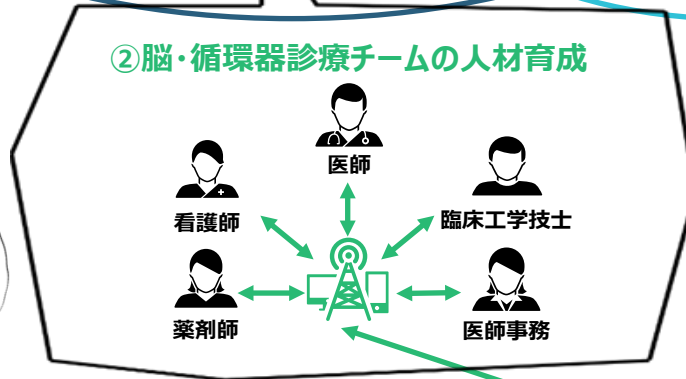 ②脳・循環器診療チームの人材育成
医師
看護師
臨床工学技士
薬剤師
医師事務